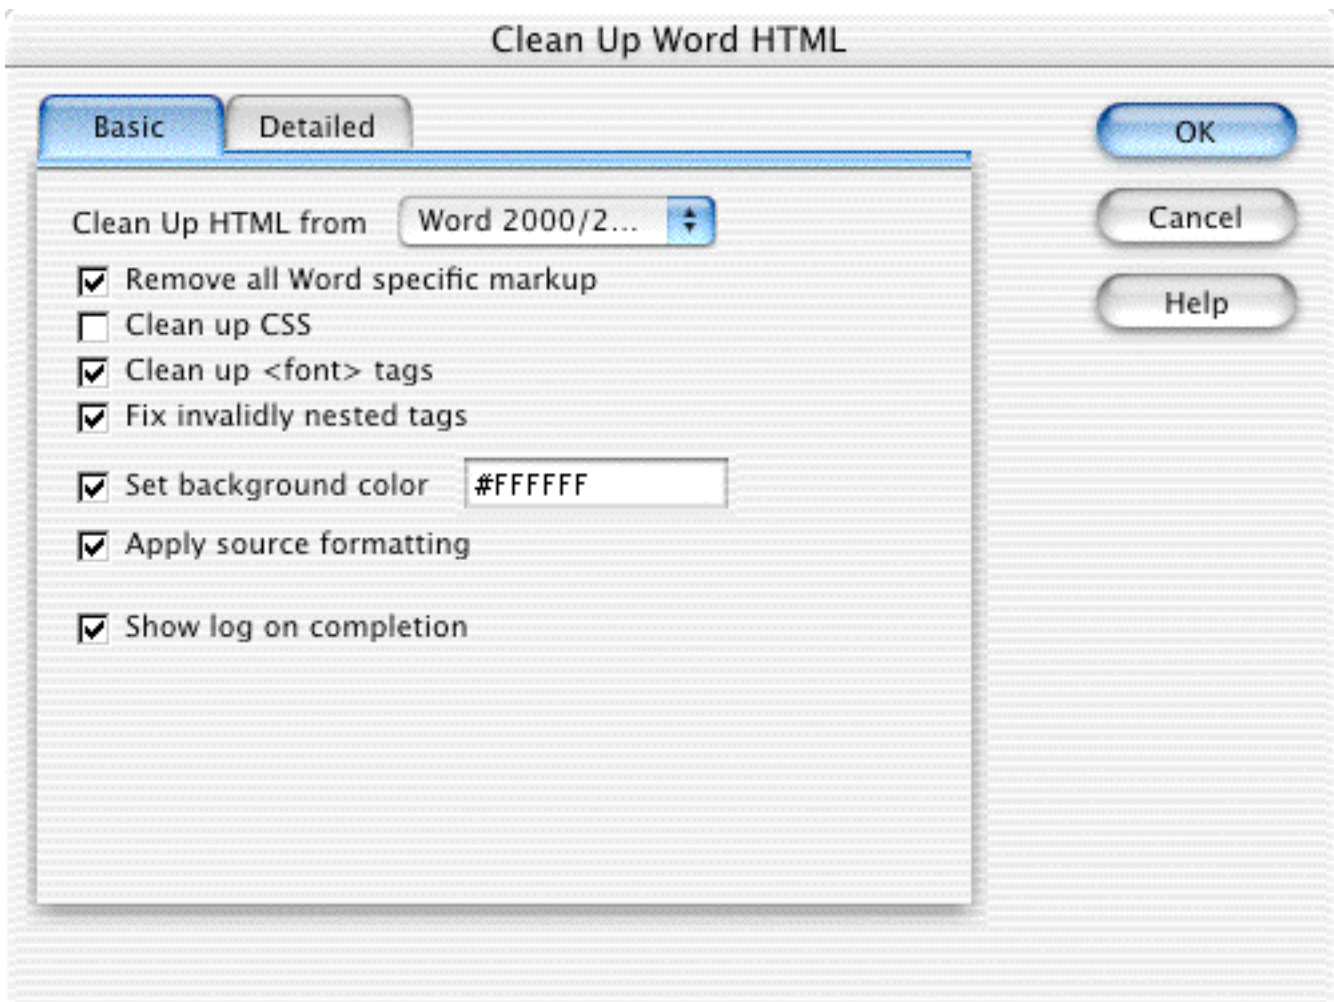 Clean Up Word HTML
Basic
Detailed
OK
Clean Up HTML from
Word 2000/2...
Cancel
Remove all Word specific markup
Help
Clean up CSS
Clean up <font> tags
Fix invalidly nested tags
Set background color
#FFFFFF
Apply source formatting
Show log on completion